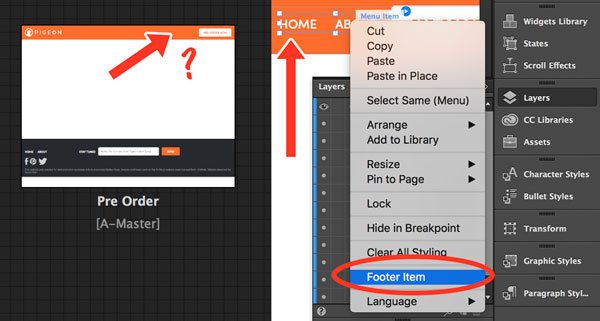 PIGEON
?
HOME ABOUT
STAY TUNED
Pre Order
[A-Master]
HOME AB
Menu Item
Cut
Copy
Paste
Paste in Place
Select Same (Menu)
Arrange
Add to Library
Resize
Pin to Page
Lock
Hide in Breakpoint
Clear All Styling
Footer Item
Language
Layers
Widgets Library
States
Scroll Effects
Layers
CC Libraries
Assets
Character Styles
Bullet Styles
Transform
Graphic Styles
Paragraph Styl...